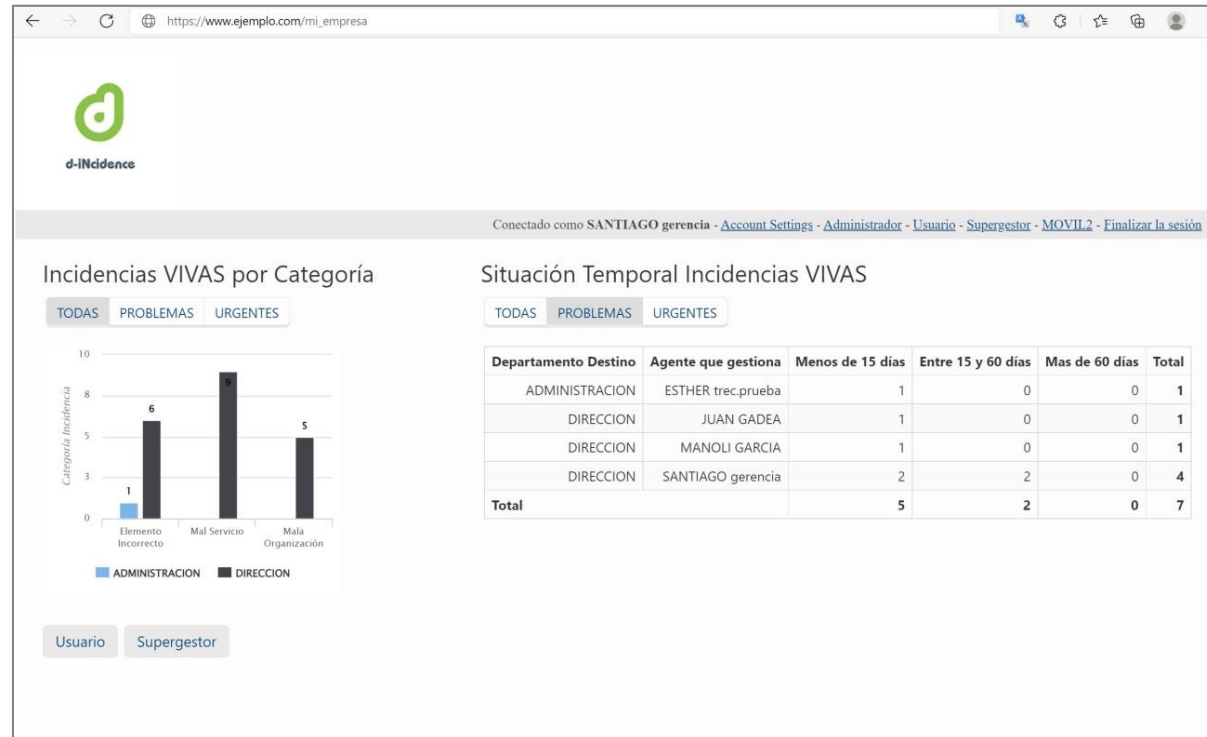 https://www.ejemplo.com/mi_empresa
d-iNcidence
Conectado como SANTIAGO gerencia - Account Settings - Administrador - Usuario - Supergestor - MOVIL2 - Finalizar la sesión
Incidencias VIVAS por Categoría
TODAS PROBLEMAS URGENTES
10
8
5
3
0
Categoría Incidencia
1
6
9
5
Elemento Incorrecto
Mal Servicio
Mala Organización
ADMINISTRACION DIRECCION
Usuario Supergestor
Situación Temporal Incidencias VIVAS
TODAS PROBLEMAS URGENTES
Departamento Destino Agente que gestiona Menos de 15 días Entre 15 y 60 días Mas de 60 días Total
ADMINISTRACION ESTHER trec.prueba 1 0 0 1
DIRECCION JUAN GADEA 1 0 0 1
DIRECCION MANOLI GARCIA 1 0 0 1
DIRECCION SANTIAGO gerencia 2 2 0 4
Total 5 2 0 7